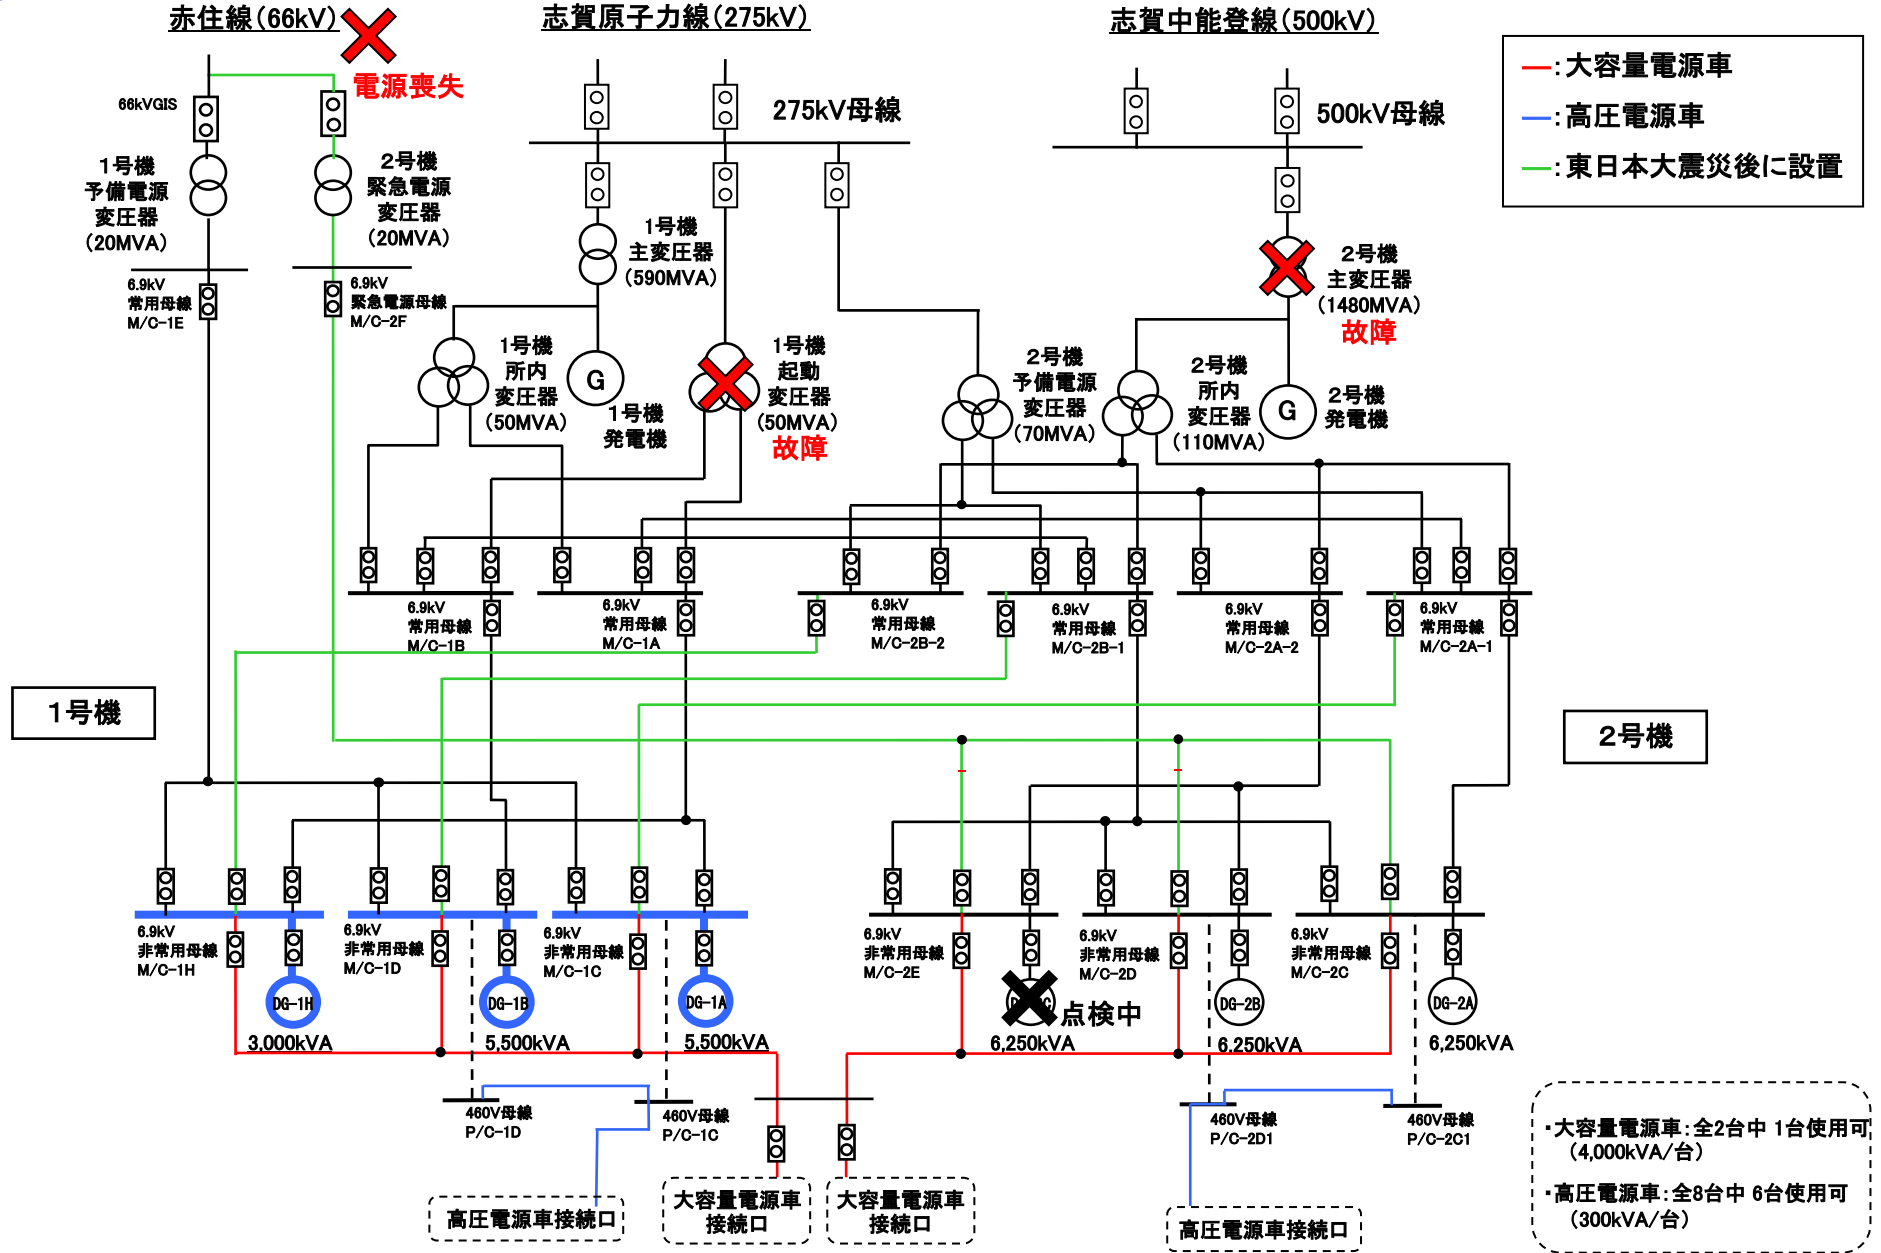 赤住線(66kV)
電源喪失
志賀原子力線(275kV)
志賀中能登線(500kV)
―:大容量電源車
―:高圧電源車
―:東日本大震災後に設置
66kVGIS
275kV母線
500kV母線
1号機
予備電源
変圧器
(20MVA)
2号機
緊急電源
変圧器
(20MVA)
1号機
主変圧器
(590MVA)
2号機
主変圧器
(1480MVA)
故障
6.9kV
常用母線
M/C-1E
6.9kV
緊急電源母線
M/C-2F
1号機
所内
変圧器
(50MVA)
G
1号機
発電機
1号機
起動
変圧器
(50MVA)
故障
2号機
予備電源
変圧器
(70MVA)
2号機
所内
変圧器
(110MVA)
G
2号機
発電機
6.9kV
常用母線
M/C-1B
6.9kV
常用母線
M/C-1A
6.9kV
常用母線
M/C-2B-2
6.9kV
常用母線
M/C-2B-1
6.9kV
常用母線
M/C-2A-2
6.9kV
常用母線
M/C-2A-1
1号機
2号機
6.9kV
非常用母線
M/C-1H
6.9kV
非常用母線
M/C-1D
6.9kV
非常用母線
M/C-1C
6.9kV
非常用母線
M/C-2E
6.9kV
非常用母線
M/C-2D
6.9kV
非常用母線
M/C-2C
DG-1H
3,000kVA
DG-1B
5,500kVA
DG-1A
5,500kVA
点検中
6,250kVA
DG-2B
6,250kVA
DG-2A
6,250kVA
460V母線
P/C-1D
460V母線
P/C-1C
460V母線
P/C-2D1
460V母線
P/C-2C1
高圧電源車接続口
大容量電源車
接続口
大容量電源車
接続口
高圧電源車接続口
・大容量電源車:全2台中 1台使用可
(4,000kVA/台)
・高圧電源車:全8台中 6台使用可
(300kVA/台)